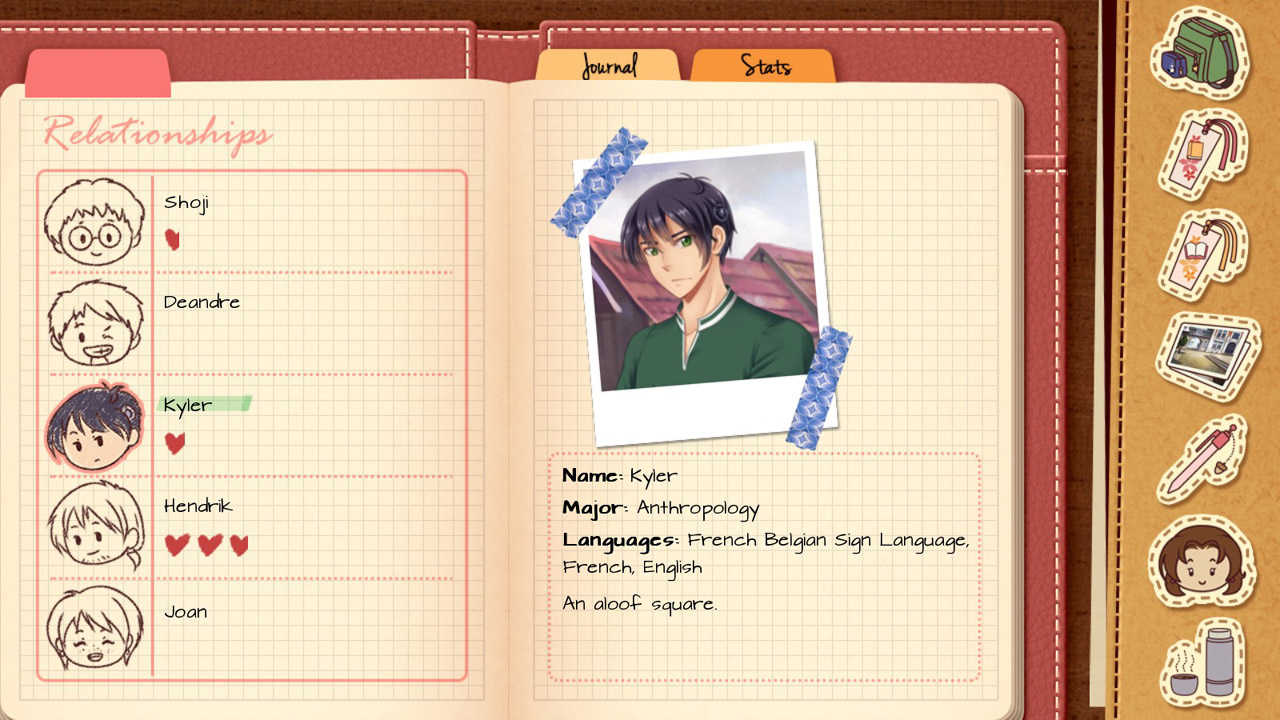 Journal
Stats
Relationships
Shoji
Deandre
Kyler
Hendrik
Joan
Name: Kyler
Major: Anthropology
Languages: French Belgian Sign Language,
French, English
An aloof square.